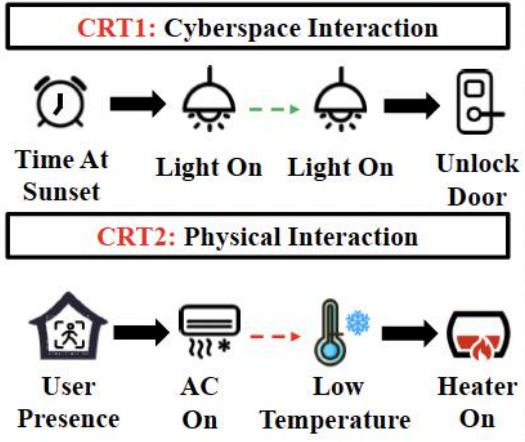 CRT1: Cyberspace Interaction
Time At
Sunset
Light On
Light On
Unlock
Door
CRT2: Physical Interaction
User
Presence
AC
On
Low
Temperature
Heater
On